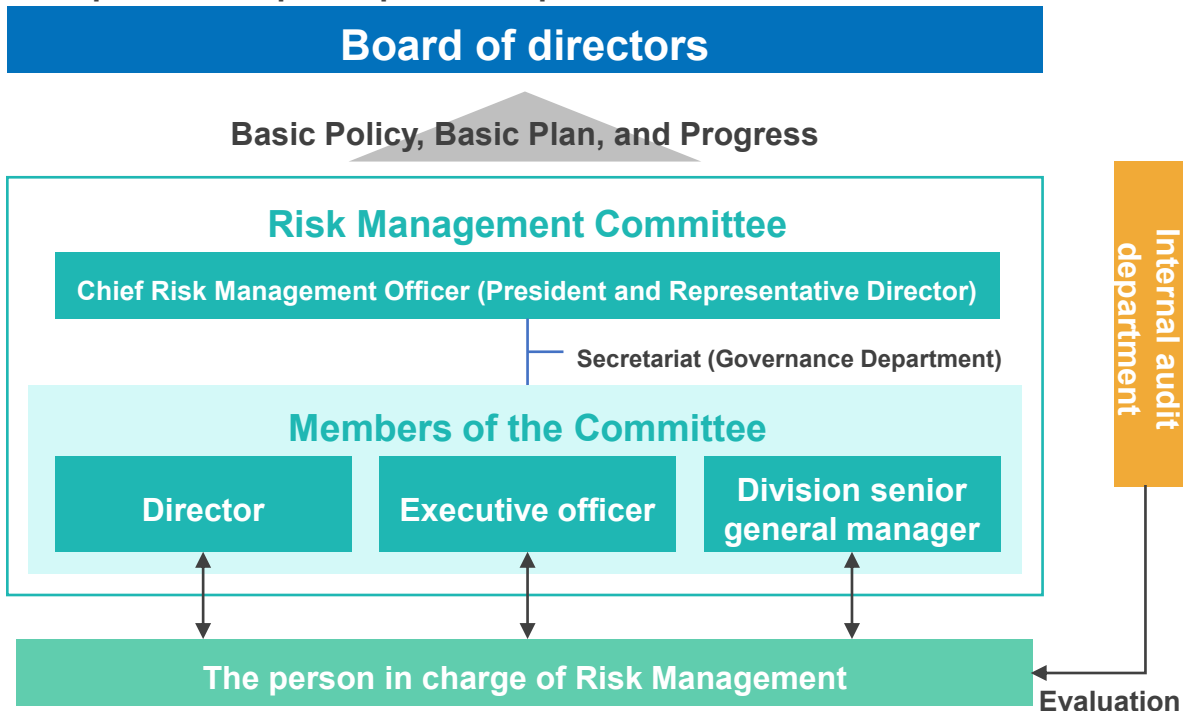 Board of directors
Basic Policy, Basic Plan, and Progress
Risk Management Committee
Chief Risk Management Officer (President and Representative Director)
Secretariat (Governance Department)
Members of the Committee
Director
Executive officer
Division senior
general manager
Internal audit
department
The person in charge of Risk Management
Evaluation